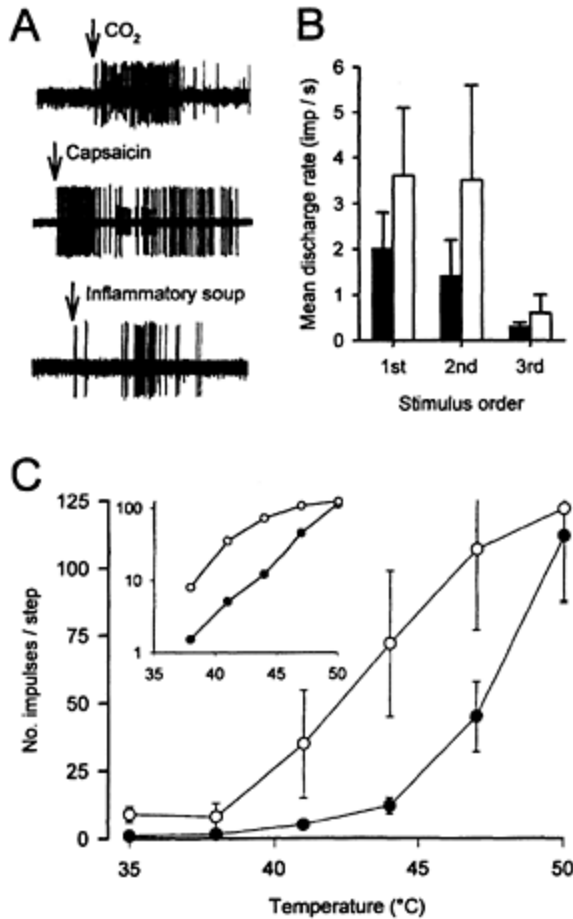 A
CO2
Capsaicin
Inflammatory soup
B
Mean discharge rate (imp / s)
6
5
4
3
2
1
0
1st 2nd 3rd
Stimulus order
C
No. impulses / step
125
100
75
50
25
0
100
10
1
35 40 45 50
35 40 45 50
Temperature (°C)